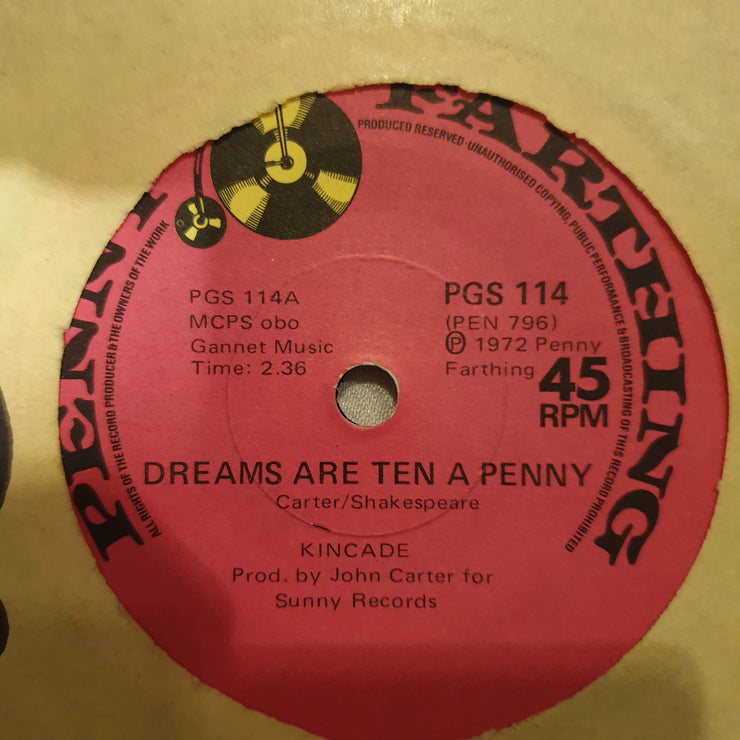 PENNY FARTHING
ALL RIGHTS OF THE RECORD PRODUCER & THE OWNERS OF THE WORK
PRODUCED RESERVED·UNAUTHORISED COPYING, PUBLIC PERFORMANCE & BROADCASTING OF THIS RECORD PROHIBITED
PGS 114A
MCPS obo
Gannet Music
Time: 2.36
PGS 114
(PEN 796)
Ⓟ 1972 Penny
Farthing
45
RPM
DREAMS ARE TEN A PENNY
Carter/Shakespeare
KINCADE
Prod. by John Carter for
Sunny Records